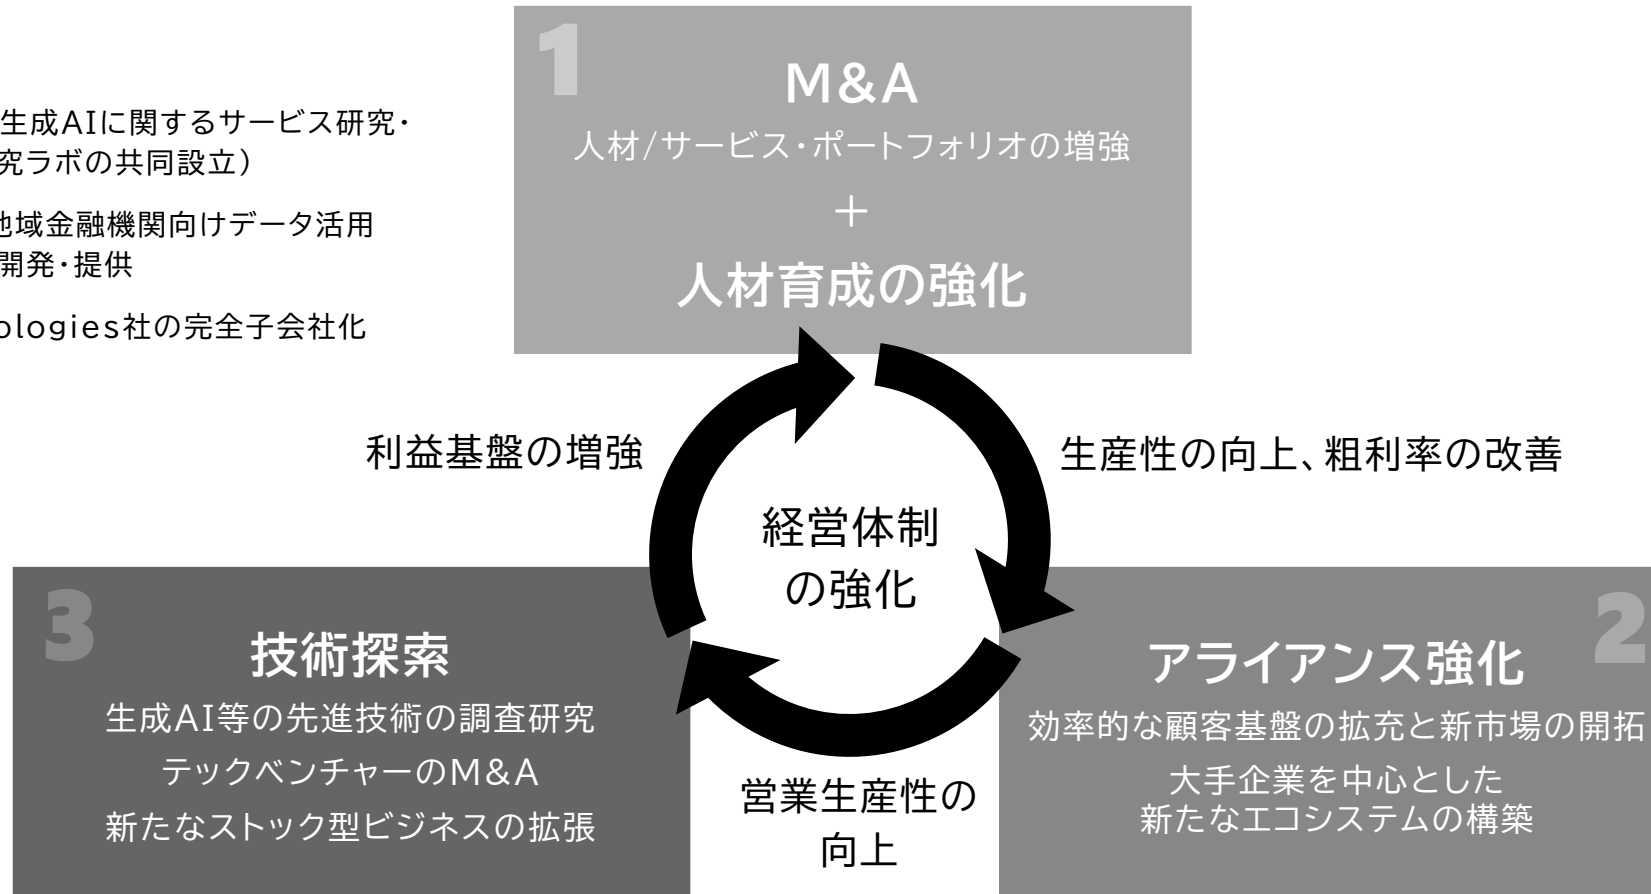 生成AIに関するサービス研究・
究ラボの共同設立）
地域金融機関向けデータ活用
開発・提供
ologies社の完全子会社化
1
M&A
人材/サービス・ポートフォリオの増強
＋
人材育成の強化
利益基盤の増強
生産性の向上、粗利率の改善
経営体制
の強化
3
技術探索
生成AI等の先進技術の調査研究
テックベンチャーのM&A
新たなストック型ビジネスの拡張
営業生産性の
向上
2
アライアンス強化
効率的な顧客基盤の拡充と新市場の開拓
大手企業を中心とした
新たなエコシステムの構築